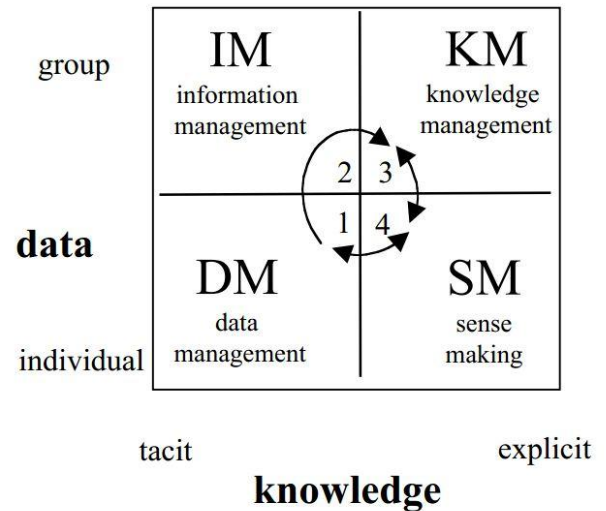 group
IM
information
management
KM
knowledge
management
2 3
1 4
data
DM
data
management
SM
sense
making
individual
tacit
explicit
knowledge